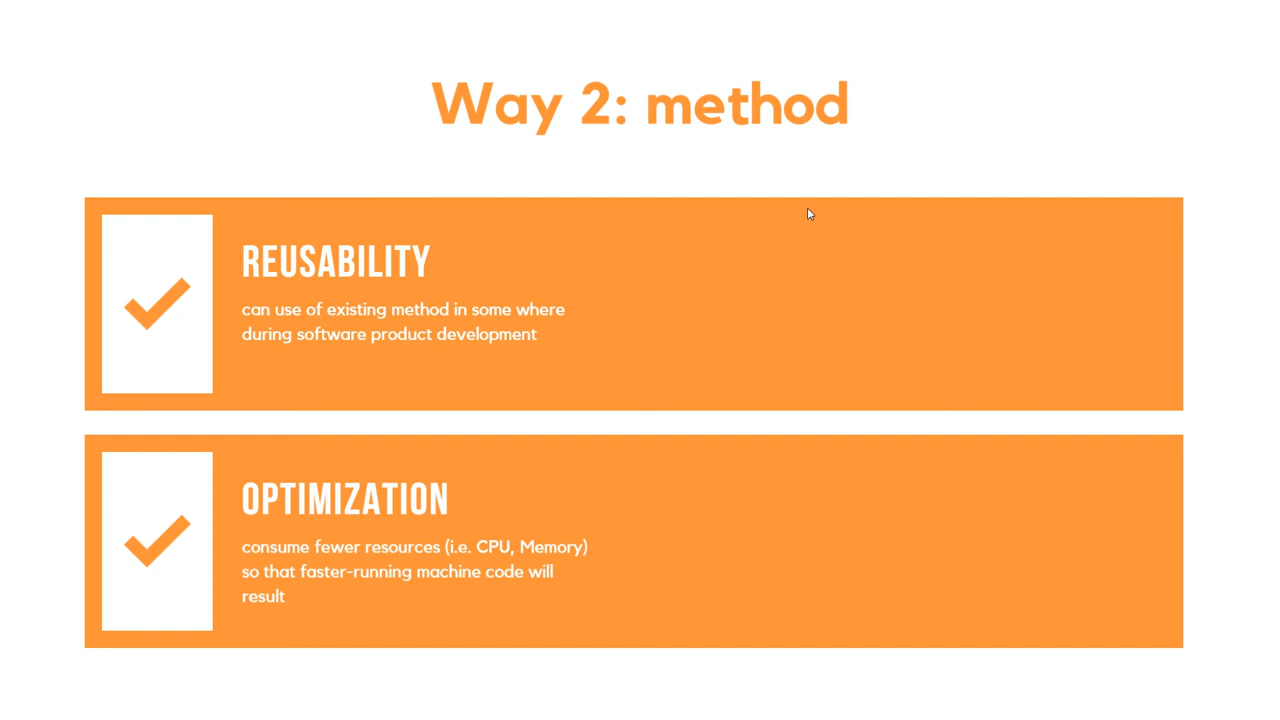 Way 2: method
REUSABILITY
can use of existing method in some where
during software product development
OPTIMIZATION
consume fewer resources (i.e. CPU, Memory)
so that faster-running machine code will
result